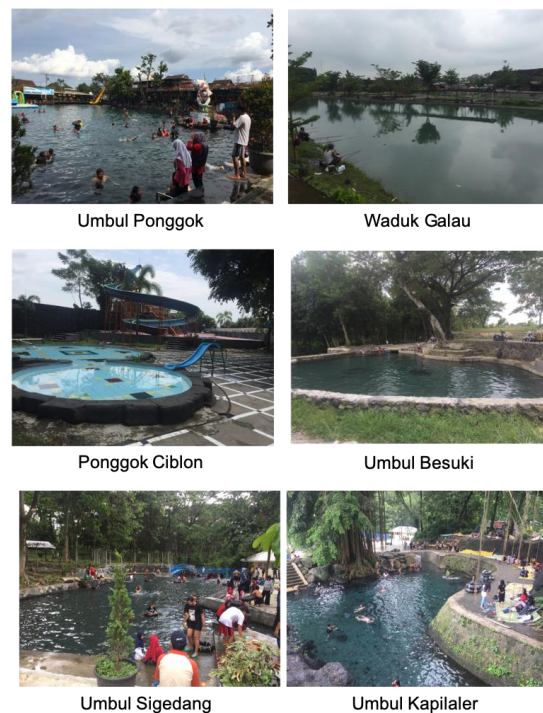 Umbul Ponggok
Waduk Galau
Ponggok Ciblon
Umbul Besuki
Umbul Sigedang
Umbul Kapilaler